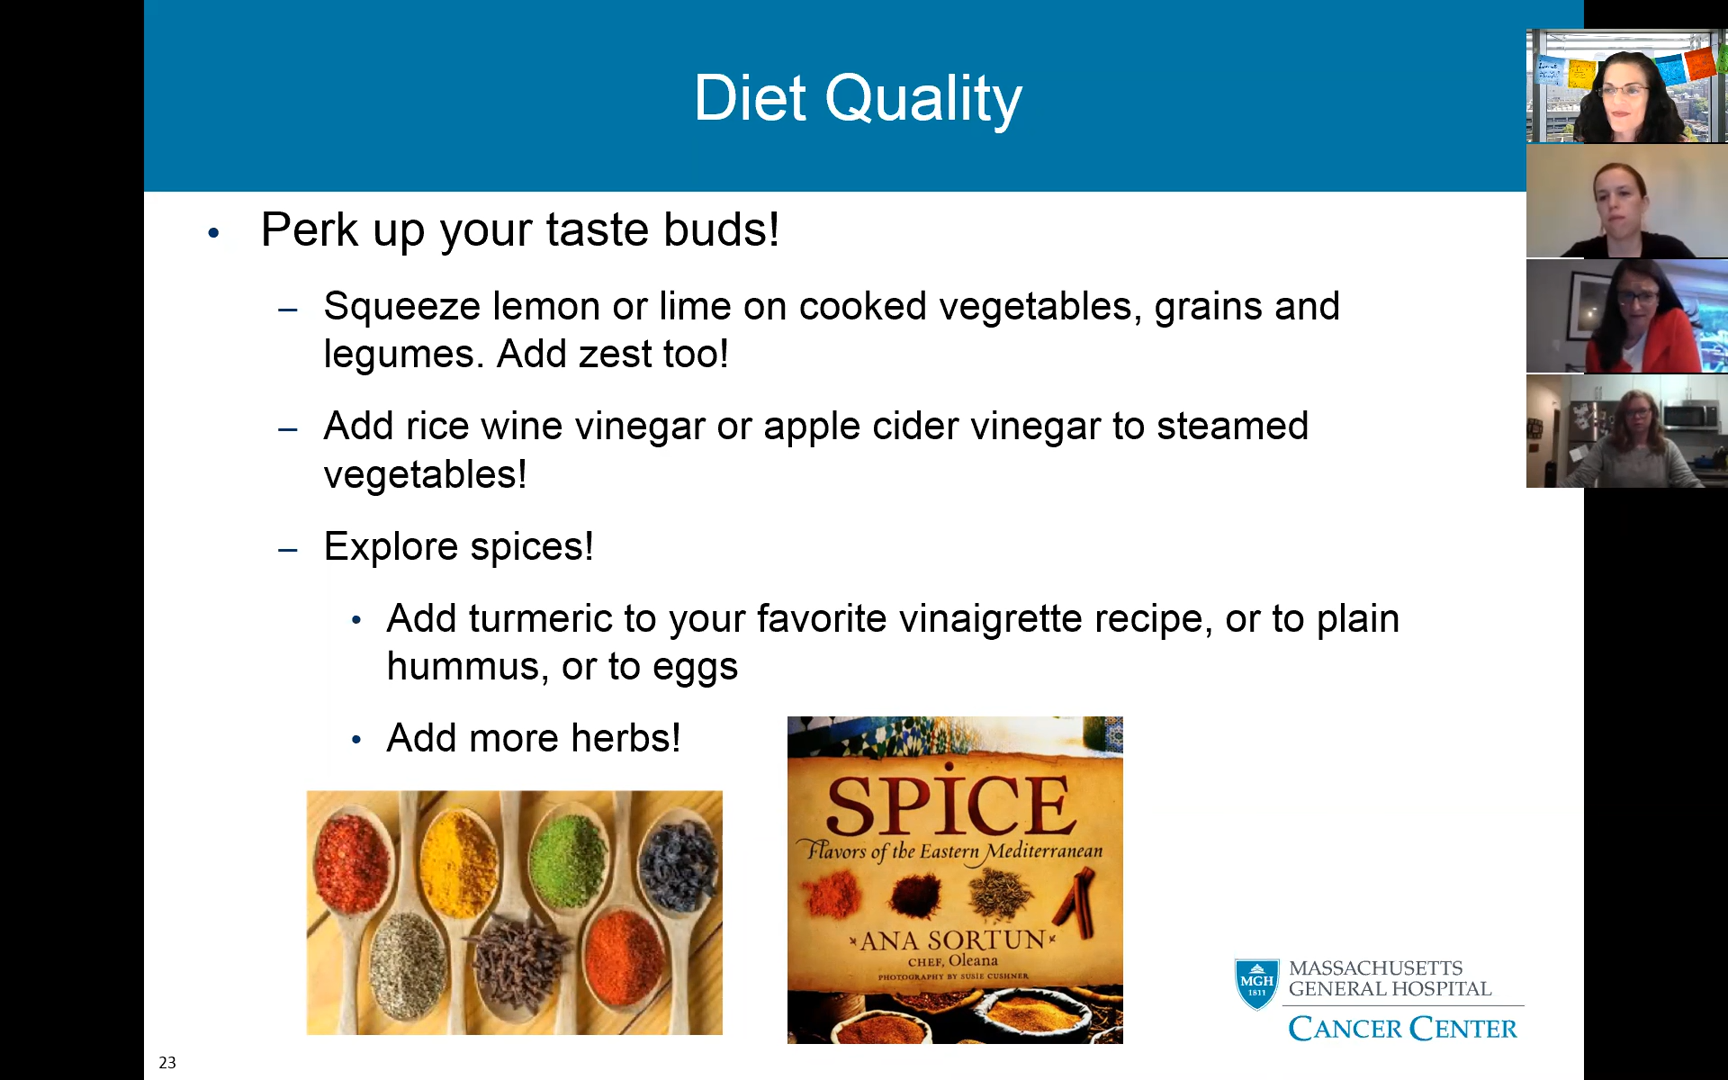 Diet Quality
• Perk up your taste buds!
– Squeeze lemon or lime on cooked vegetables, grains and
legumes. Add zest too!
– Add rice wine vinegar or apple cider vinegar to steamed
vegetables!
– Explore spices!
• Add turmeric to your favorite vinaigrette recipe, or to plain
hummus, or to eggs
• Add more herbs!
SPICE
Flavors of the Eastern Mediterranean
ANA SORTUN
CHEF, Oleana
PHOTOGRAPHY BY SUSIE CUSHNER
MGH
1811
MASSACHUSETTS
GENERAL HOSPITAL
CANCER CENTER
23